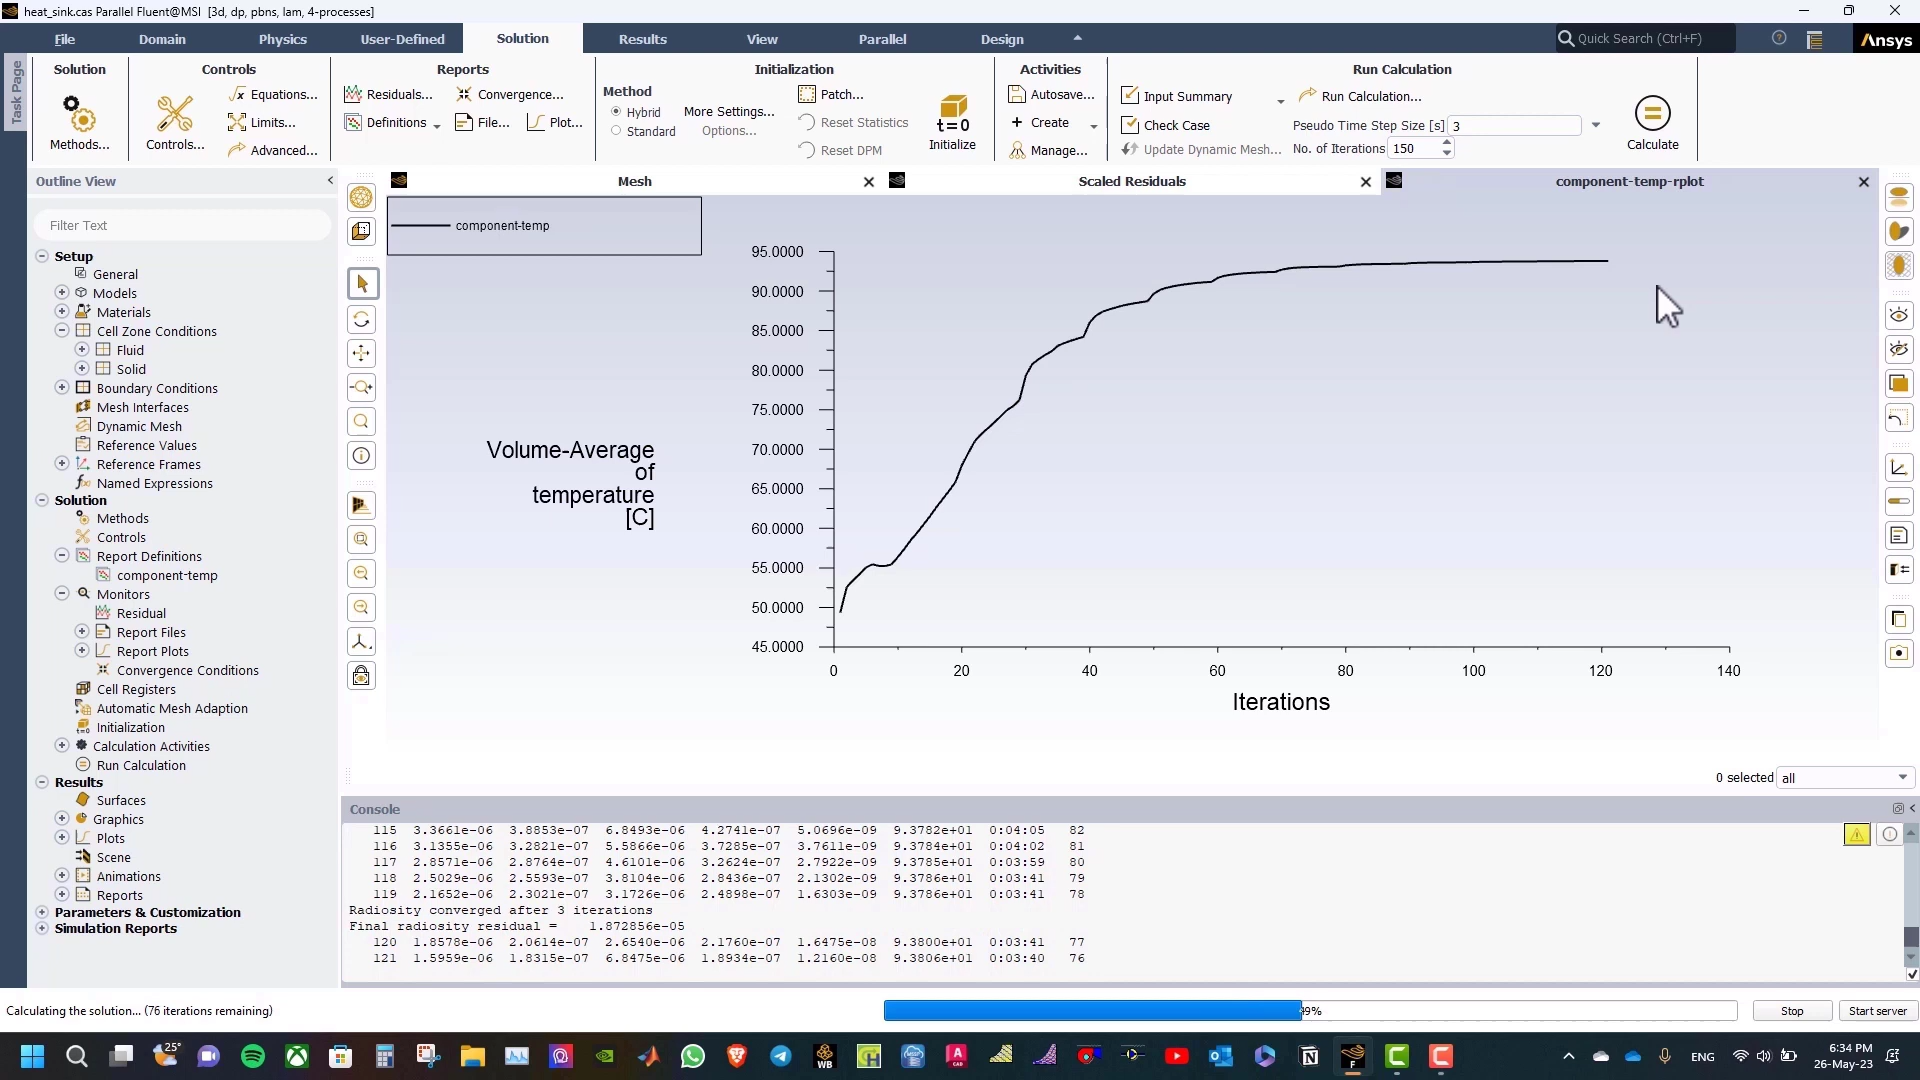 heat_sink.cas Parallel Fluent@MSI [3d, dp, pbns, lam, 4-processes]
File Domain Physics User-Defined Solution Results View Parallel Design Quick Search (Ctrl+F) Ansys
Task Page
Solution
Methods...
Controls
Controls...
Equations...
Limits...
Advanced...
Reports
Residuals... Convergence...
Definitions File... Plot...
Initialization
Method
Hybrid
Standard
More Settings...
Options...
Patch...
Reset Statistics
Reset DPM
t=0
Initialize
Activities
Autosave...
Create
Manage...
Run Calculation
Input Summary Run Calculation...
Check Case Pseudo Time Step Size [s] 3
Update Dynamic Mesh... No. of Iterations 150
Calculate
Outline View
Filter Text
Setup
General
Models
Materials
Cell Zone Conditions
Fluid
Solid
Boundary Conditions
Mesh Interfaces
Dynamic Mesh
Reference Values
Reference Frames
Named Expressions
Solution
Methods
Controls
Report Definitions
component-temp
Monitors
Residual
Report Files
Report Plots
Convergence Conditions
Cell Registers
Automatic Mesh Adaption
Initialization
Calculation Activities
Run Calculation
Results
Surfaces
Graphics
Plots
Scene
Animations
Reports
Parameters & Customization
Simulation Reports
Mesh Scaled Residuals component-temp-rplot
component-temp
95.0000
90.0000
85.0000
80.0000
75.0000
70.0000
65.0000
60.0000
55.0000
50.0000
45.0000
Volume-Average
of
temperature
[C]
0 20 40 60 80 100 120 140
Iterations
0 selected all
Console
115 3.3661e-06 3.8853e-07 6.8493e-06 4.2741e-07 5.0696e-09 9.3782e+01 0:04:05 82
116 3.1355e-06 3.2821e-07 5.5866e-06 3.7285e-07 3.7611e-09 9.3784e+01 0:04:02 81
117 2.8571e-06 2.8764e-07 4.6101e-06 3.2624e-07 2.7922e-09 9.3785e+01 0:03:59 80
118 2.5029e-06 2.5593e-07 3.8104e-06 2.8436e-07 2.1302e-09 9.3786e+01 0:03:41 79
119 2.1652e-06 2.3021e-07 3.1726e-06 2.4898e-07 1.6303e-09 9.3786e+01 0:03:41 78
Radiosity converged after 3 iterations
Final radiosity residual = 1.872856e-05
120 1.8578e-06 2.0614e-07 2.6540e-06 2.1760e-07 1.6475e-08 9.3800e+01 0:03:41 77
121 1.5959e-06 1.8315e-07 6.8475e-06 1.8934e-07 1.2160e-08 9.3806e+01 0:03:40 76
Calculating the solution... (76 iterations remaining) 49% Stop Start server
25°
WB
ENG
6:34 PM
26-May-23